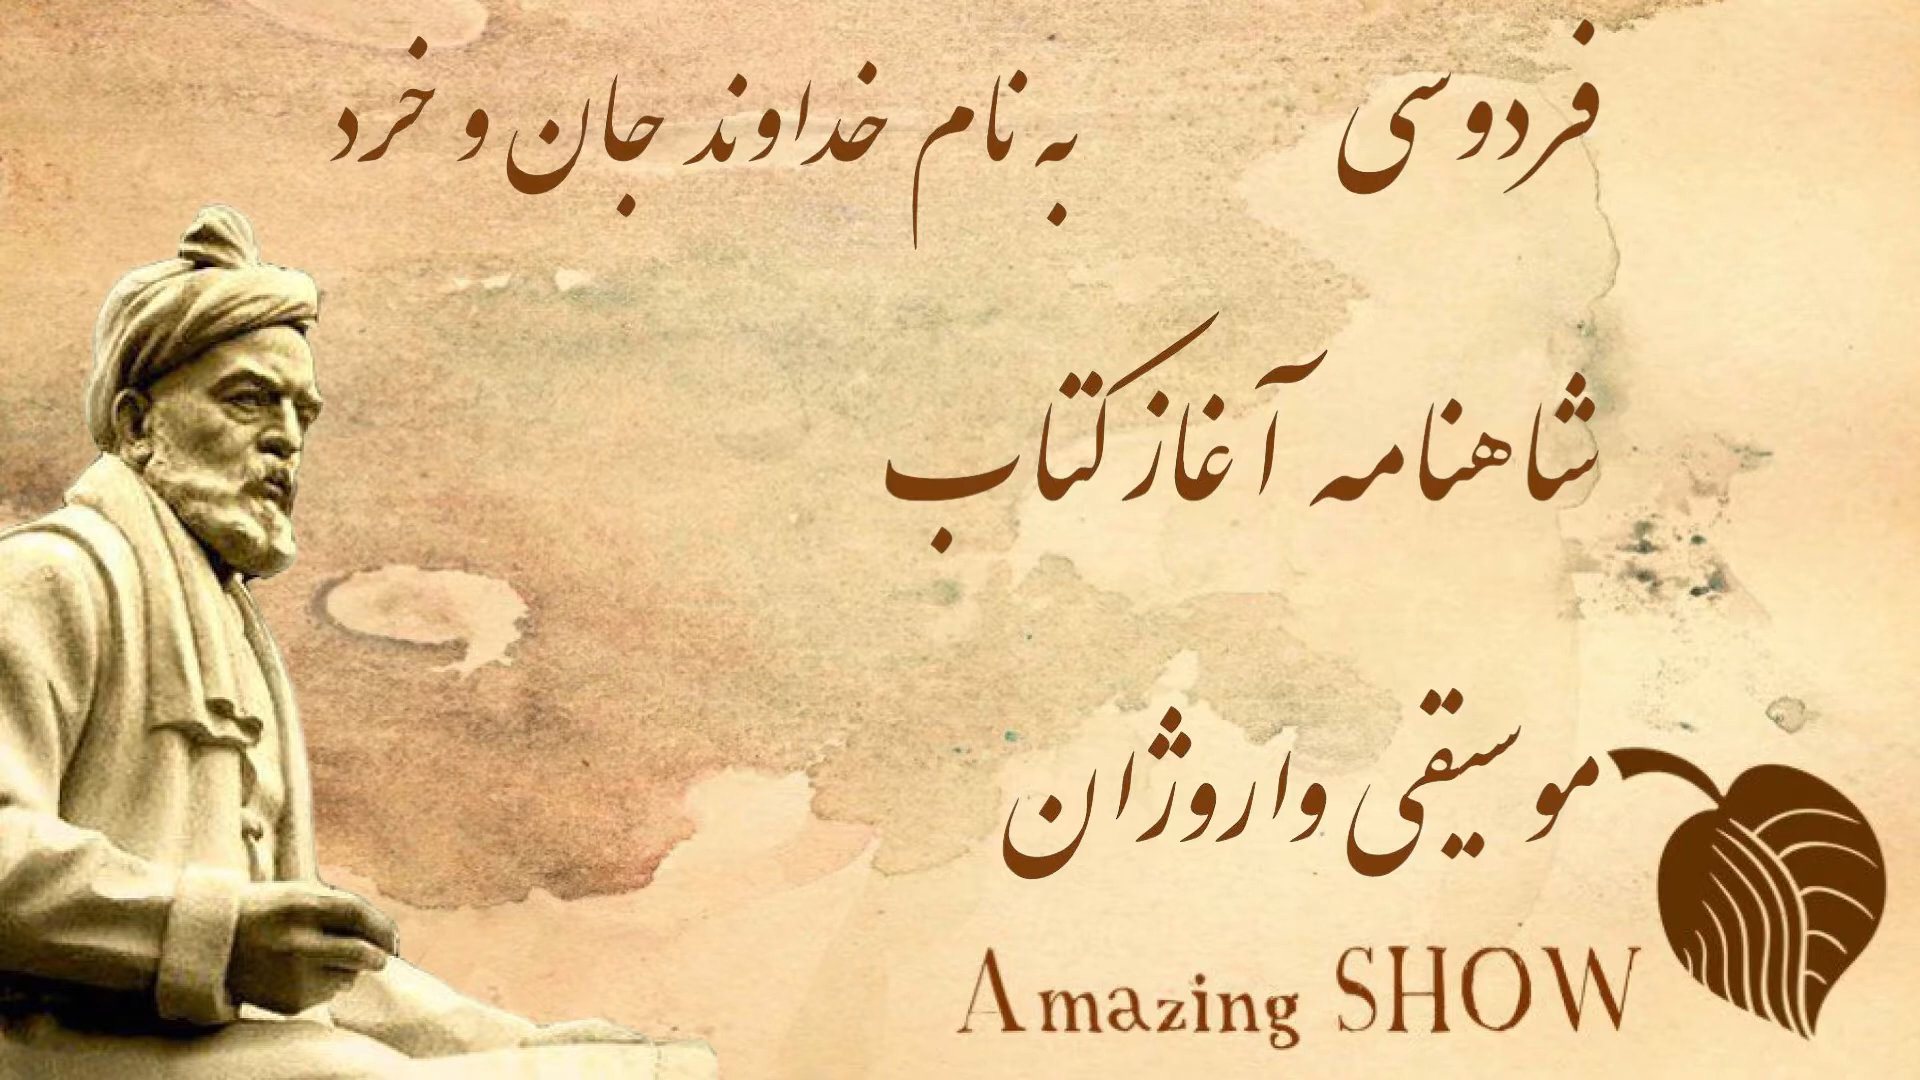 فردوسی به نام خداوند جان و خرد
شاهنامه آغاز کتاب
موسیقی واروژان
Amazing SHOW